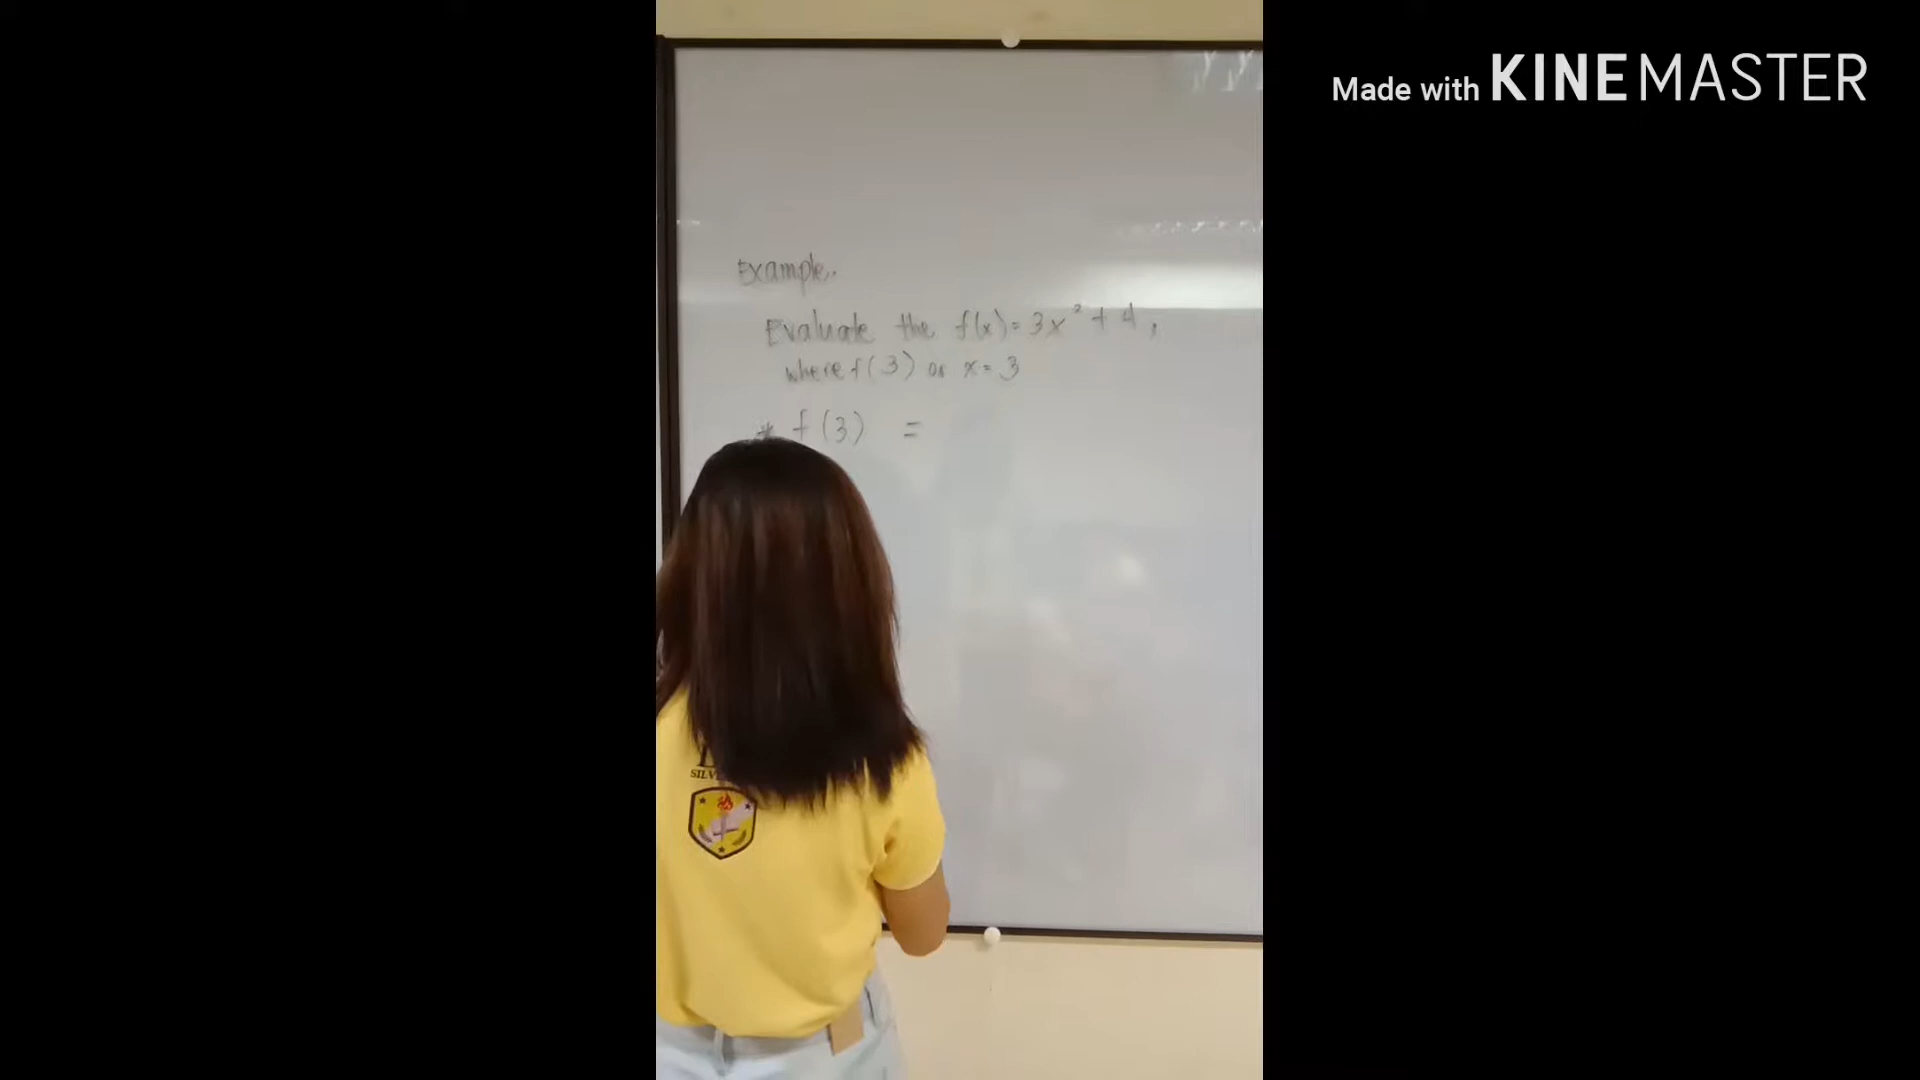 Made with KINEMASTER
Example..
Evaluate the f(x) = 3x² + 4,
where f(3) or x = 3
* f(3) =